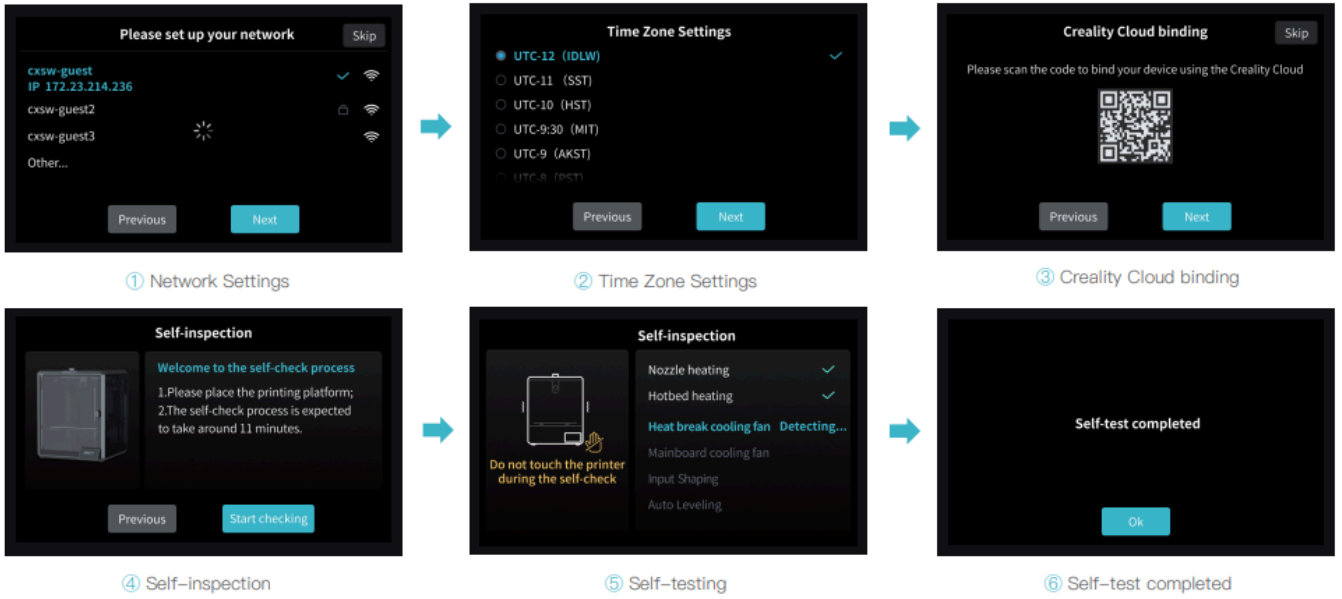 Please set up your network
Skip
cxsw-guest
IP 172.23.214.236
cxsw-guest2
cxsw-guest3
Other...
Previous
Next
① Network Settings
Time Zone Settings
UTC-12 (IDLW)
UTC-11 (SST)
UTC-10 (HST)
UTC-9:30 (MIT)
UTC-9 (AKST)
UTC-8 (PST)
Previous
Next
② Time Zone Settings
Creality Cloud binding
Skip
Please scan the code to bind your device using the Creality Cloud
Previous
Next
③ Creality Cloud binding
Self-inspection
Welcome to the self-check process
1.Please place the printing platform;
2.The self-check process is expected
to take around 11 minutes.
Previous
Start checking
④ Self-inspection
Self-inspection
Do not touch the printer
during the self-check
Nozzle heating
Hotbed heating
Heat break cooling fan Detecting...
Mainboard cooling fan
Input Shaping
Auto Leveling
⑤ Self-testing
Self-test completed
Ok
⑥ Self-test completed